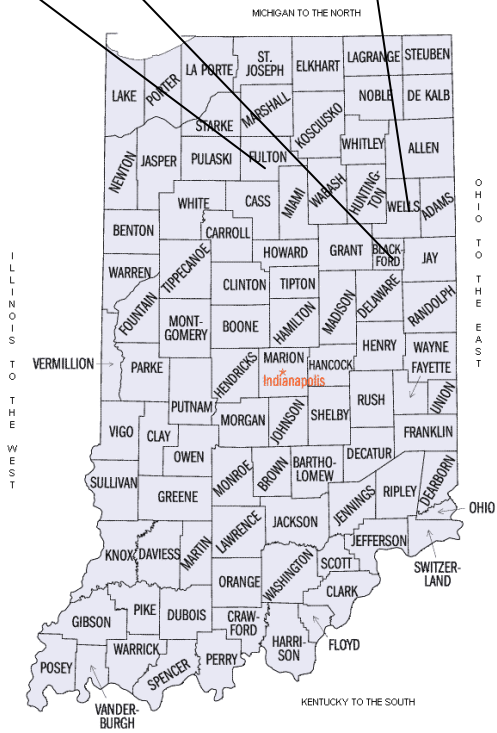 MICHIGAN TO THE NORTH
LAKE
PORTER
LA PORTE
ST.
JOSEPH
ELKHART
LAGRANGE
STEUBEN
NOBLE
DE KALB
MARSHALL
KOSCIUSKO
STARKE
WHITLEY
ALLEN
NEWTON
JASPER
PULASKI
FULTON
MIAMI
WABASH
HUNTING-
TON
WELLS
ADAMS
WHITE
CASS
CARROLL
BENTON
HOWARD
GRANT
BLACK-
FORD
JAY
WARREN
TIPPECANOE
CLINTON
TIPTON
FOUNTAIN
MONT-
GOMERY
BOONE
HAMILTON
MADISON
DELAWARE
RANDOLPH
HENRY
WAYNE
FAYETTE
UNION
VERMILLION
PARKE
PUTNAM
HENDRICKS
MARION
Indianapolis
HANCOCK
RUSH
SHELBY
MORGAN
JOHNSON
FRANKLIN
VIGO
CLAY
OWEN
SULLIVAN
GREENE
MONROE
BROWN
BARTHO-
LOMEW
DECATUR
JENNINGS
RIPLEY
DEARBORN
OHIO
SWITZER-
LAND
JEFFERSON
JACKSON
LAWRENCE
KNOX
DAVIESS
MARTIN
ORANGE
WASHINGTON
SCOTT
CLARK
FLOYD
HARRI-
SON
CRAW-
FORD
PERRY
DUBOIS
PIKE
GIBSON
WARRICK
SPENCER
POSEY
VANDER-
BURGH
ILLINOIS TO THE WEST
OHIO TO THE EAST
KENTUCKY TO THE SOUTH